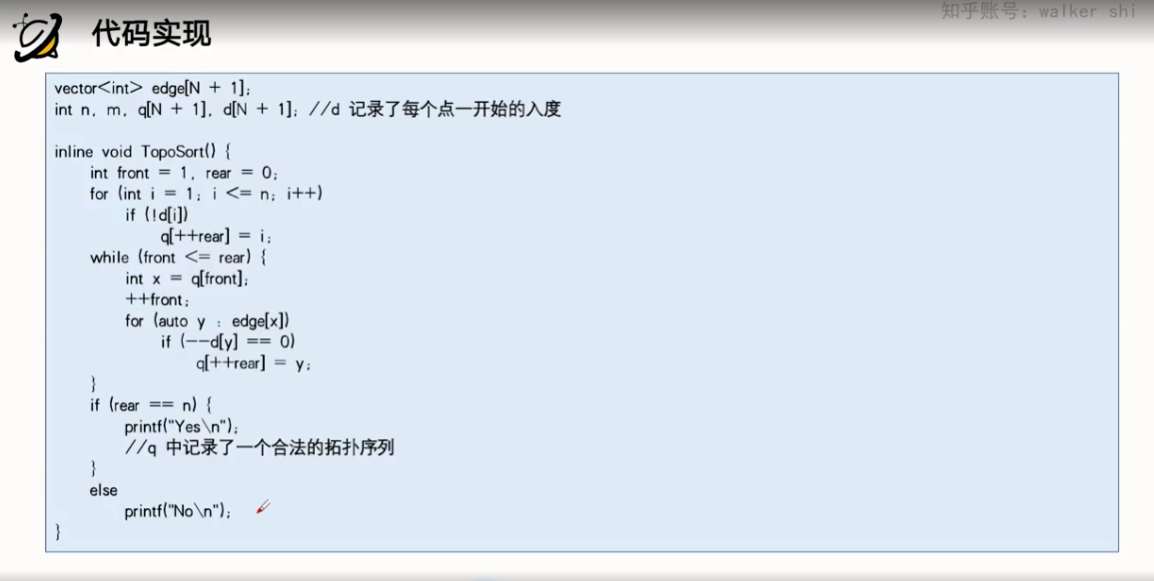 知乎账号：walker shi
代码实现
vector<int> edge[N + 1];
int n, m, q[N + 1], d[N + 1]; //d 记录了每个点一开始的入度
inline void TopoSort() {
int front = 1, rear = 0;
for (int i = 1; i <= n; i++)
if (!d[i])
q[++rear] = i;
while (front <= rear) {
int x = q[front];
++front;
for (auto y : edge[x])
if (--d[y] == 0)
q[++rear] = y;
}
if (rear == n) {
printf("Yes\n");
//q 中记录了一个合法的拓扑序列
}
else
printf("No\n");
}